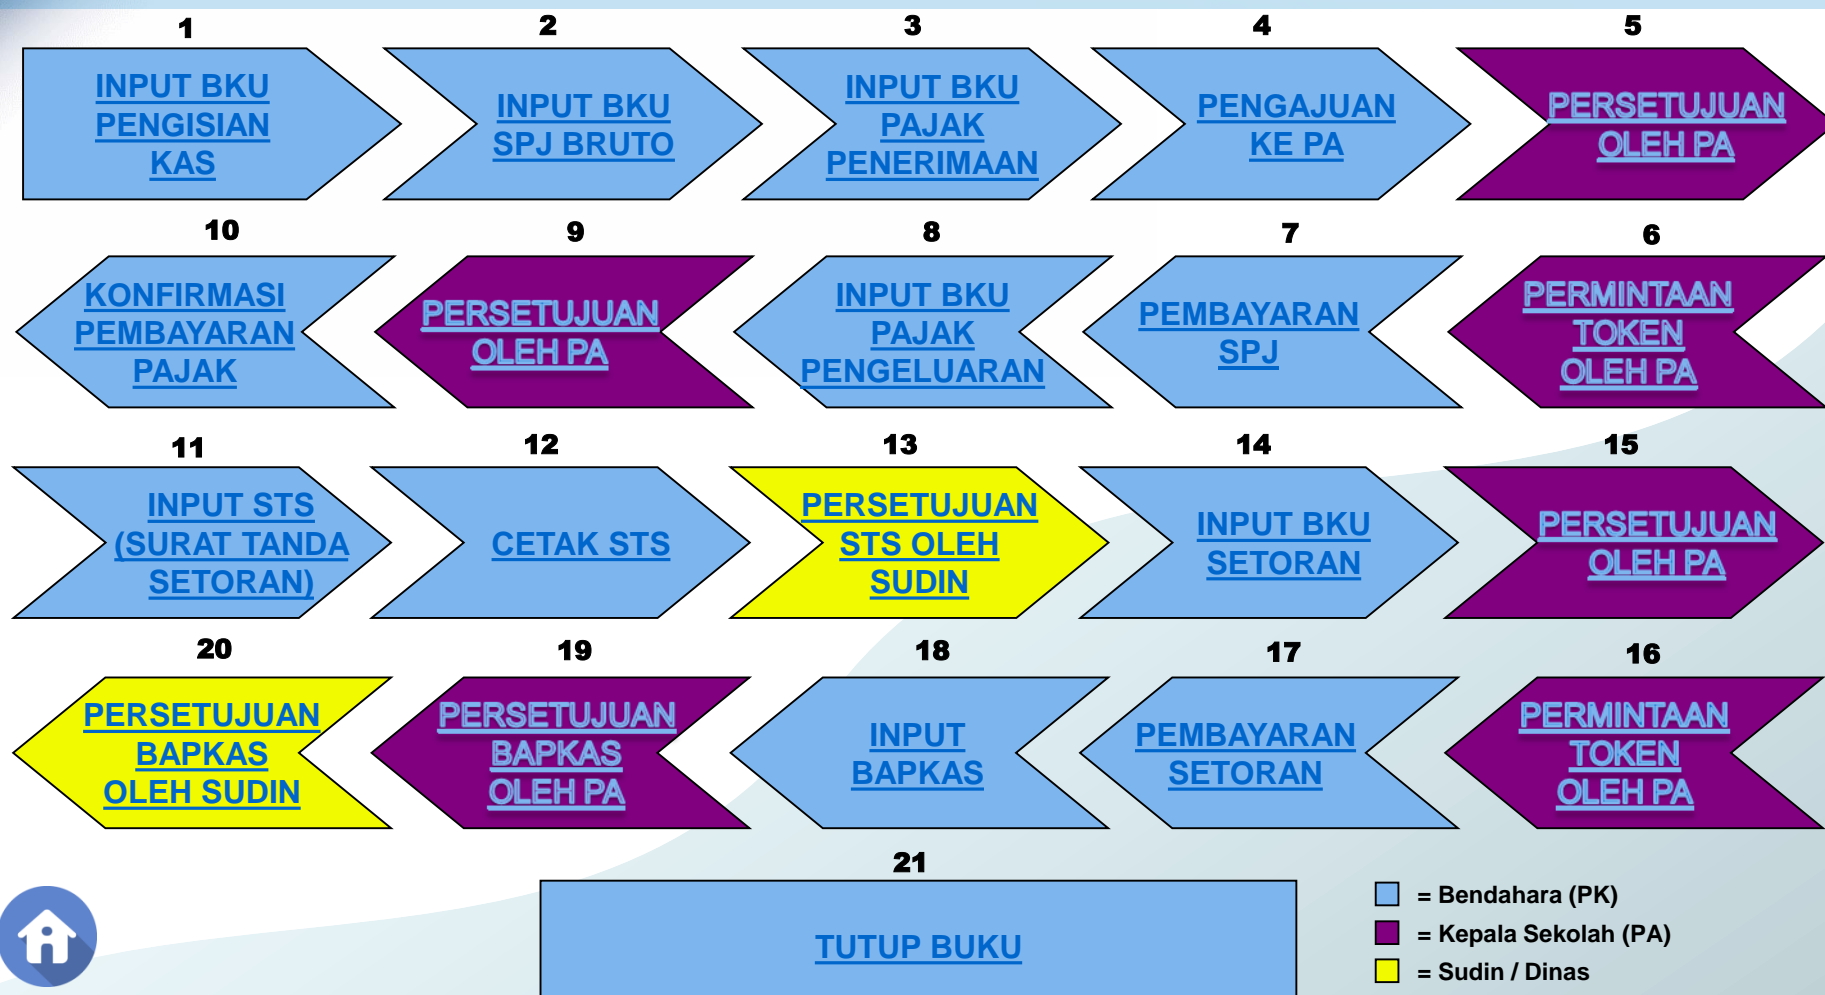 1
INPUT BKU
PENGISIAN
KAS
2
INPUT BKU
SPJ BRUTO
3
INPUT BKU
PAJAK
PENERIMAAN
4
PENGAJUAN
KE PA
5
PERSETUJUAN
OLEH PA
6
PERMINTAAN
TOKEN
OLEH PA
7
PEMBAYARAN
SPJ
8
INPUT BKU
PAJAK
PENGELUARAN
9
PERSETUJUAN
OLEH PA
10
KONFIRMASI
PEMBAYARAN
PAJAK
11
INPUT STS
(SURAT TANDA
SETORAN)
12
CETAK STS
13
PERSETUJUAN
STS OLEH
SUDIN
14
INPUT BKU
SETORAN
15
PERSETUJUAN
OLEH PA
16
PERMINTAAN
TOKEN
OLEH PA
17
PEMBAYARAN
SETORAN
18
INPUT
BAPKAS
19
PERSETUJUAN
BAPKAS
OLEH PA
20
PERSETUJUAN
BAPKAS
OLEH SUDIN
21
TUTUP BUKU
= Bendahara (PK)
= Kepala Sekolah (PA)
= Sudin / Dinas